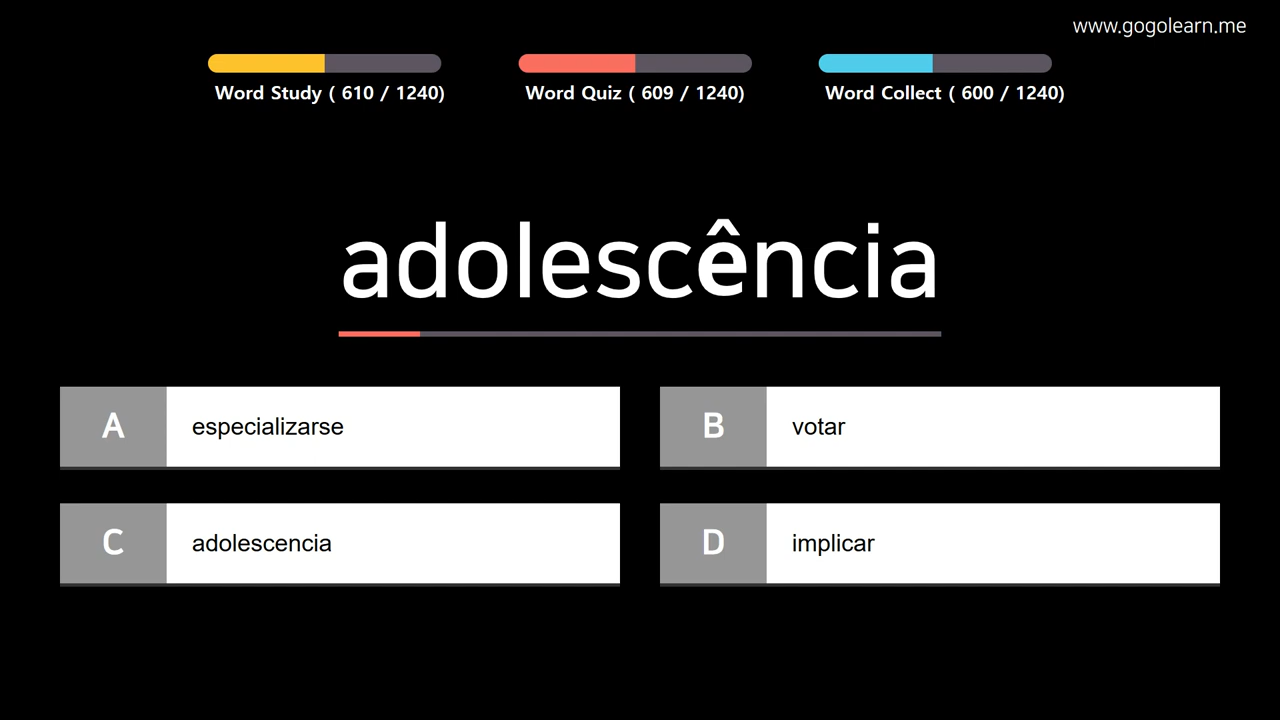 www.gogolearn.me
Word Study ( 610 / 1240)
Word Quiz ( 609 / 1240)
Word Collect ( 600 / 1240)
adolescência
A especializarse
B votar
C adolescencia
D implicar